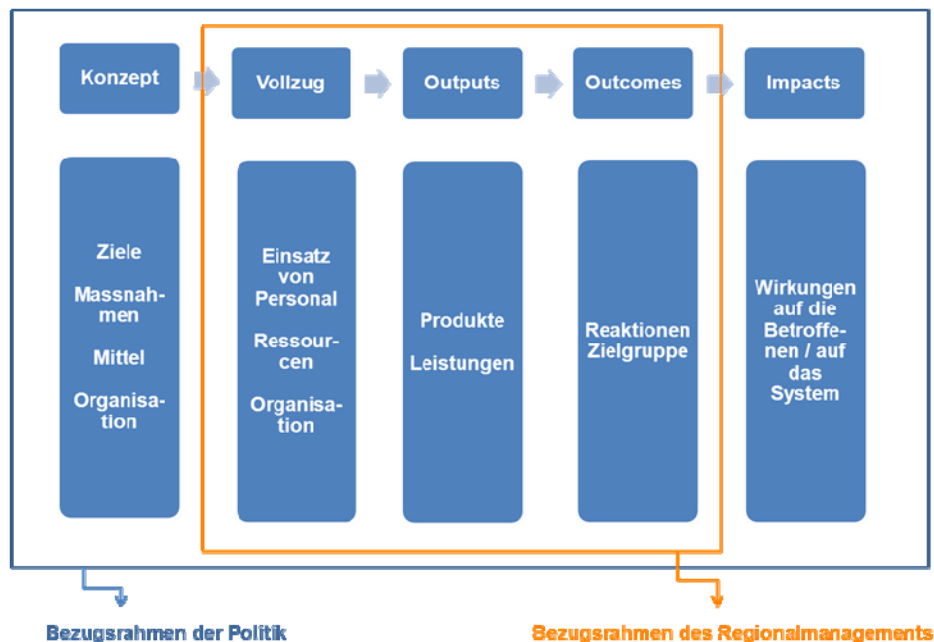 Konzept
Vollzug
Outputs
Outcomes
Impacts
Ziele
Massnah-
men
Mittel
Organisa-
tion
Einsatz
von
Personal
Ressour-
cen
Organisa-
tion
Produkte
Leistungen
Reaktionen
Zielgruppe
Wirkungen
auf die
Betroffe-
nen / auf
das
System
Bezugsrahmen der Politik
Bezugsrahmen des Regionalmanagements